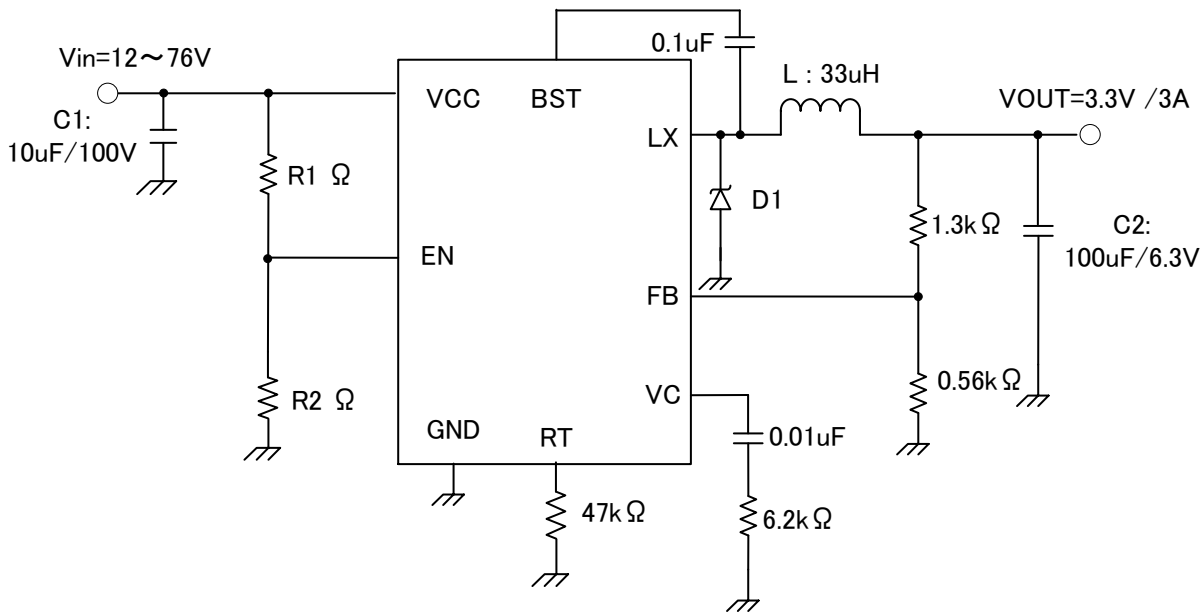 Vin=12～76V
C1:
10uF/100V
R1 Ω
R2 Ω
VCC
BST
LX
EN
FB
VC
GND
RT
0.1uF
L : 33uH
VOUT=3.3V /3A
D1
1.3kΩ
C2:
100uF/6.3V
0.56kΩ
0.01uF
47kΩ
6.2kΩ